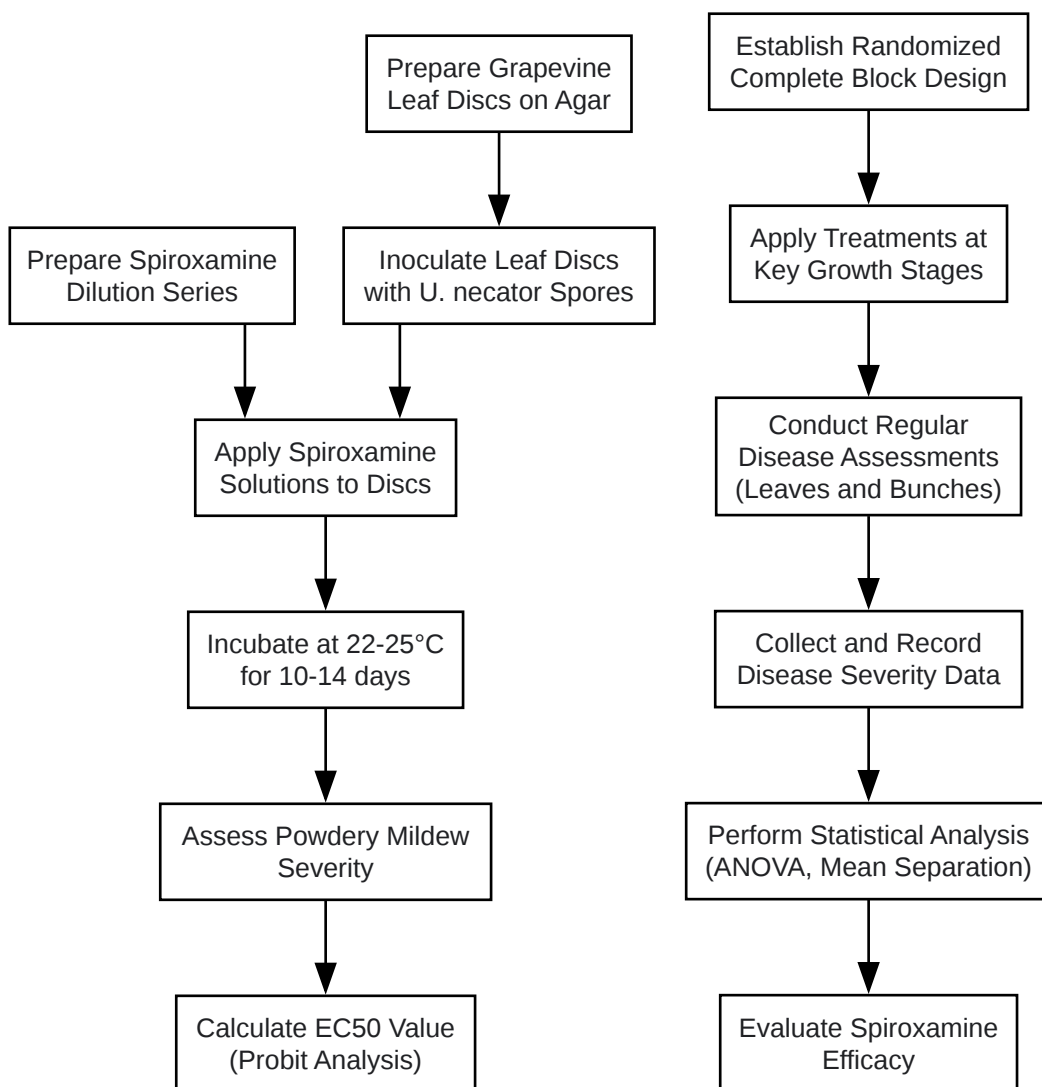 Prepare Grapevine
Leaf Discs on Agar
Prepare Spiroxamine
Dilution Series
Inoculate Leaf Discs
with U. necator Spores
Apply Spiroxamine
Solutions to Discs
Incubate at 22-25°C
for 10-14 days
Assess Powdery Mildew
Severity
Calculate EC50 Value
(Probit Analysis)
Establish Randomized
Complete Block Design
Apply Treatments at
Key Growth Stages
Conduct Regular
Disease Assessments
(Leaves and Bunches)
Collect and Record
Disease Severity Data
Perform Statistical Analysis
(ANOVA, Mean Separation)
Evaluate Spiroxamine
Efficacy